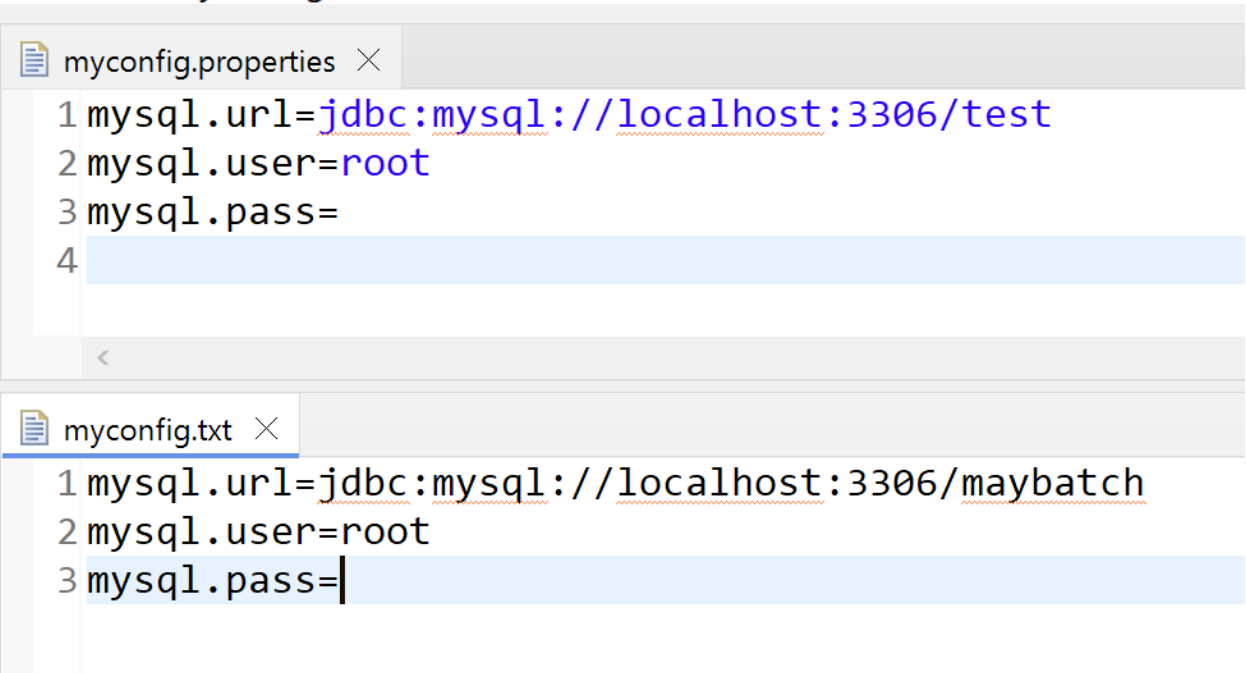 myconfig.properties
1 mysql.url=jdbc:mysql://localhost:3306/test
2 mysql.user=root
3 mysql.pass=
4
myconfig.txt
1 mysql.url=jdbc:mysql://localhost:3306/maybatch
2 mysql.user=root
3 mysql.pass=